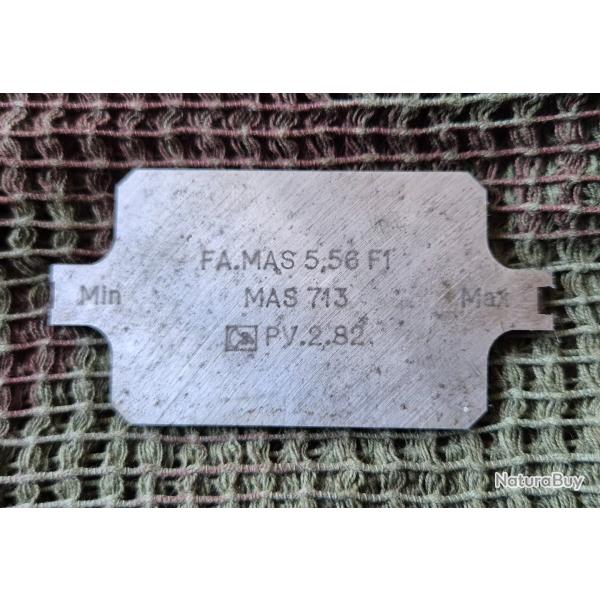 FA.MAS 5,56 F1
Min MAS 713 Max
PV.2.82.
NaturaBuy